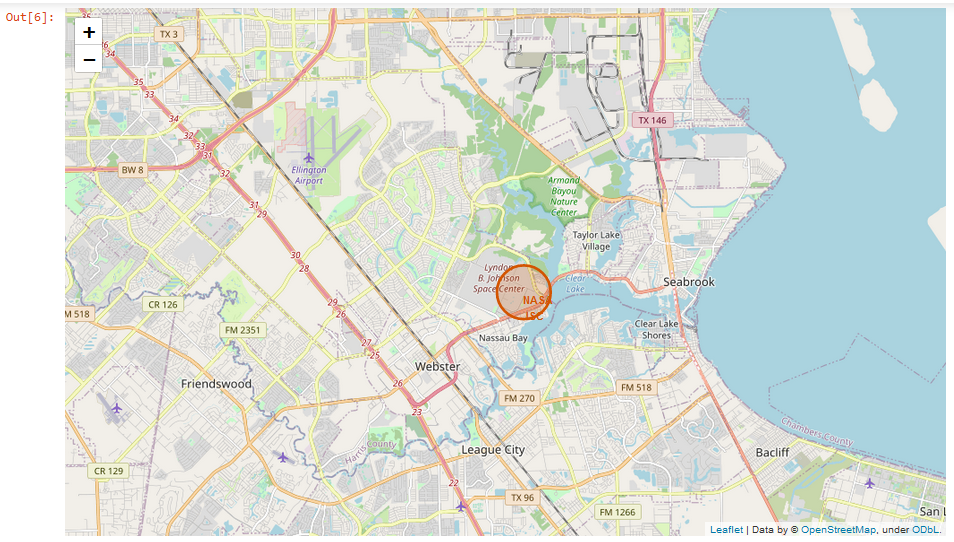 Out[6]:
+
−
TX 3
36
34
35
33
34
32
33
31
32
BW 8
Ellington
Airport
31
29
30
28
TX 146
Armand
Bayou
Nature
Center
Taylor Lake
Village
Lyndon
B. Johnson
Space Center
Clear
Lake
NASA
JSC
Seabrook
CR 126
M 518
FM 2351
29
26
27
25
Nassau Bay
Clear Lake
Shores
Webster
Friendswood
26
23
FM 270
FM 518
Harris County
League City
Chambers County
Bacliff
CR 129
22
TX 96
FM 1266
San L
Leaflet | Data by © OpenStreetMap, under ODbL.